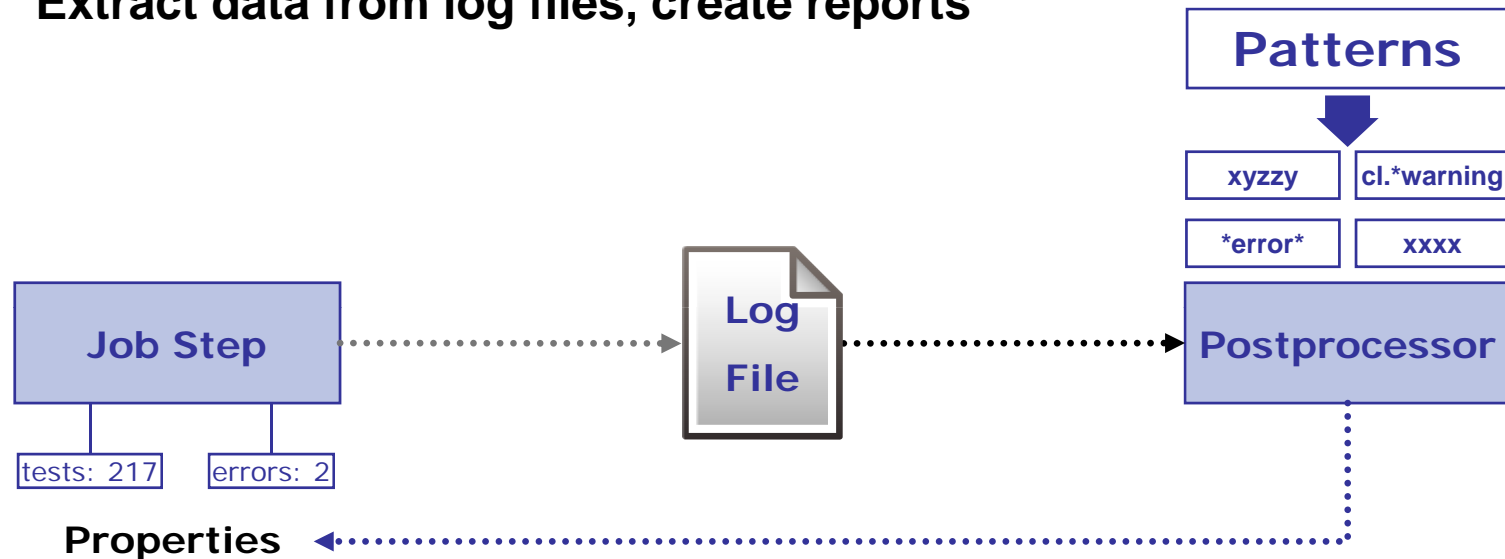 Extract data from log files, create reports
Patterns
xyzzy
cl.*warning
*error*
xxxx
Job Step
Log
File
Postprocessor
tests: 217
errors: 2
Properties